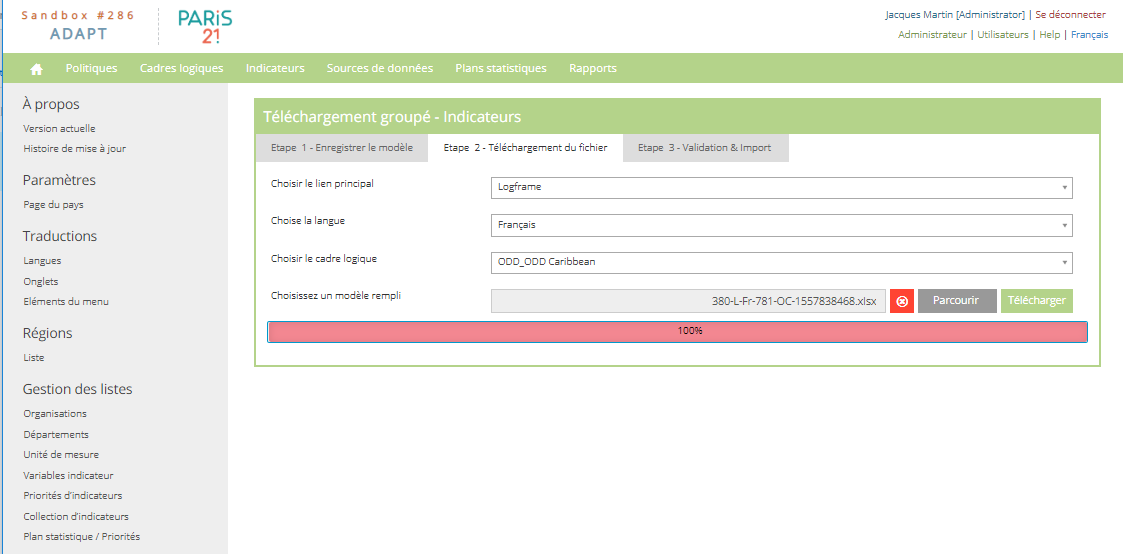 Sandbox #286
ADAPT
PARIS
21
Jacques Martin [Administrator] | Se déconnecter
Administrateur | Utilisateurs | Help | Français
Politiques Cadres logiques Indicateurs Sources de données Plans statistiques Rapports
À propos
Version actuelle
Histoire de mise à jour
Paramètres
Page du pays
Traductions
Langues
Onglets
Eléments du menu
Régions
Liste
Gestion des listes
Organisations
Départements
Unité de mesure
Variables indicateur
Priorités d'indicateurs
Collection d'indicateurs
Plan statistique / Priorités
Téléchargement groupé - Indicateurs
Etape 1 - Enregistrer le modèle Etape 2 - Téléchargement du fichier Etape 3 - Validation & Import
Choisir le lien principal Logframe
Choise la langue Français
Choisir le cadre logique ODD_ODD Caribbean
Choisissez un modèle rempli 380-L-Fr-781-OC-1557838468.xlsx Parcourir Télécharger
100%